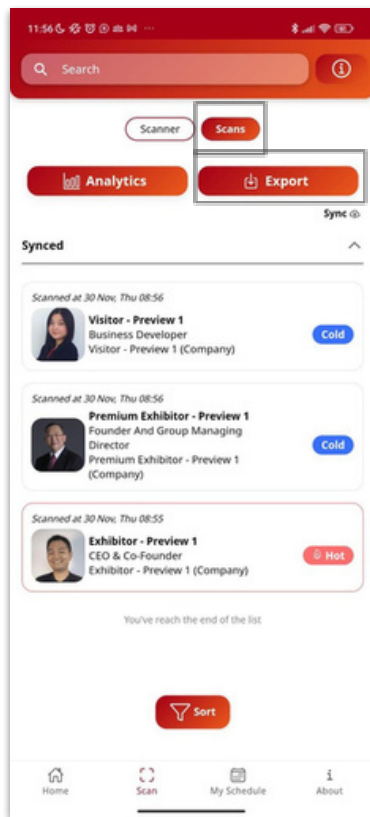 11:56
Search
Scanner
Scans
Analytics
Export
Sync
Synced
Scanned at 30 Nov, Thu 08:56
Visitor - Preview 1
Business Developer
Visitor - Preview 1 (Company)
Cold
Scanned at 30 Nov, Thu 08:56
Premium Exhibitor - Preview 1
Founder And Group Managing
Director
Premium Exhibitor - Preview 1
(Company)
Cold
Scanned at 30 Nov, Thu 08:55
Exhibitor - Preview 1
CEO & Co-Founder
Exhibitor - Preview 1 (Company)
Hot
You've reach the end of the list
Sort
Home
Scan
My Schedule
About